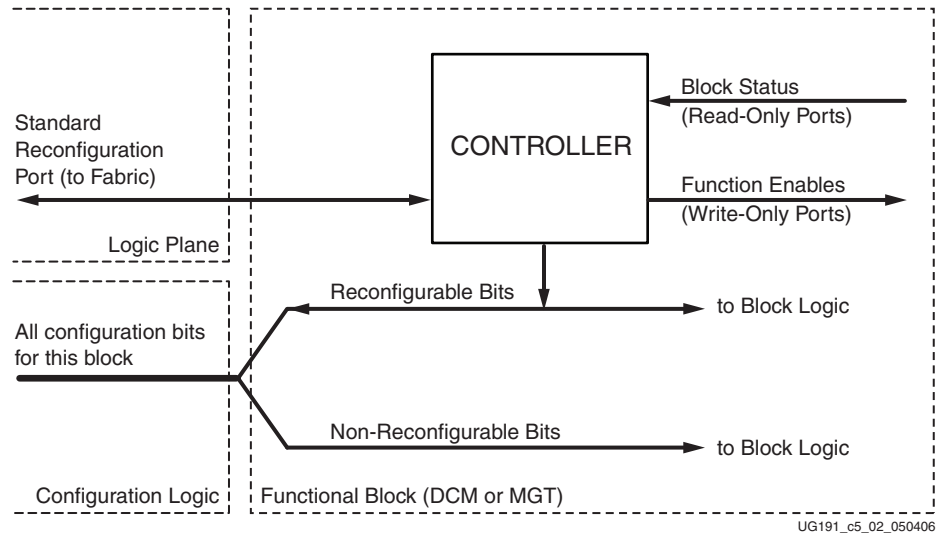 Block Status
(Read-Only Ports)
Standard
Reconfiguration
Port (to Fabric)
CONTROLLER
Function Enables
(Write-Only Ports)
Logic Plane
Reconfigurable Bits
to Block Logic
All configuration bits
for this block
Non-Reconfigurable Bits
to Block Logic
Configuration Logic
Functional Block (DCM or MGT)
UG191_c5_02_050406